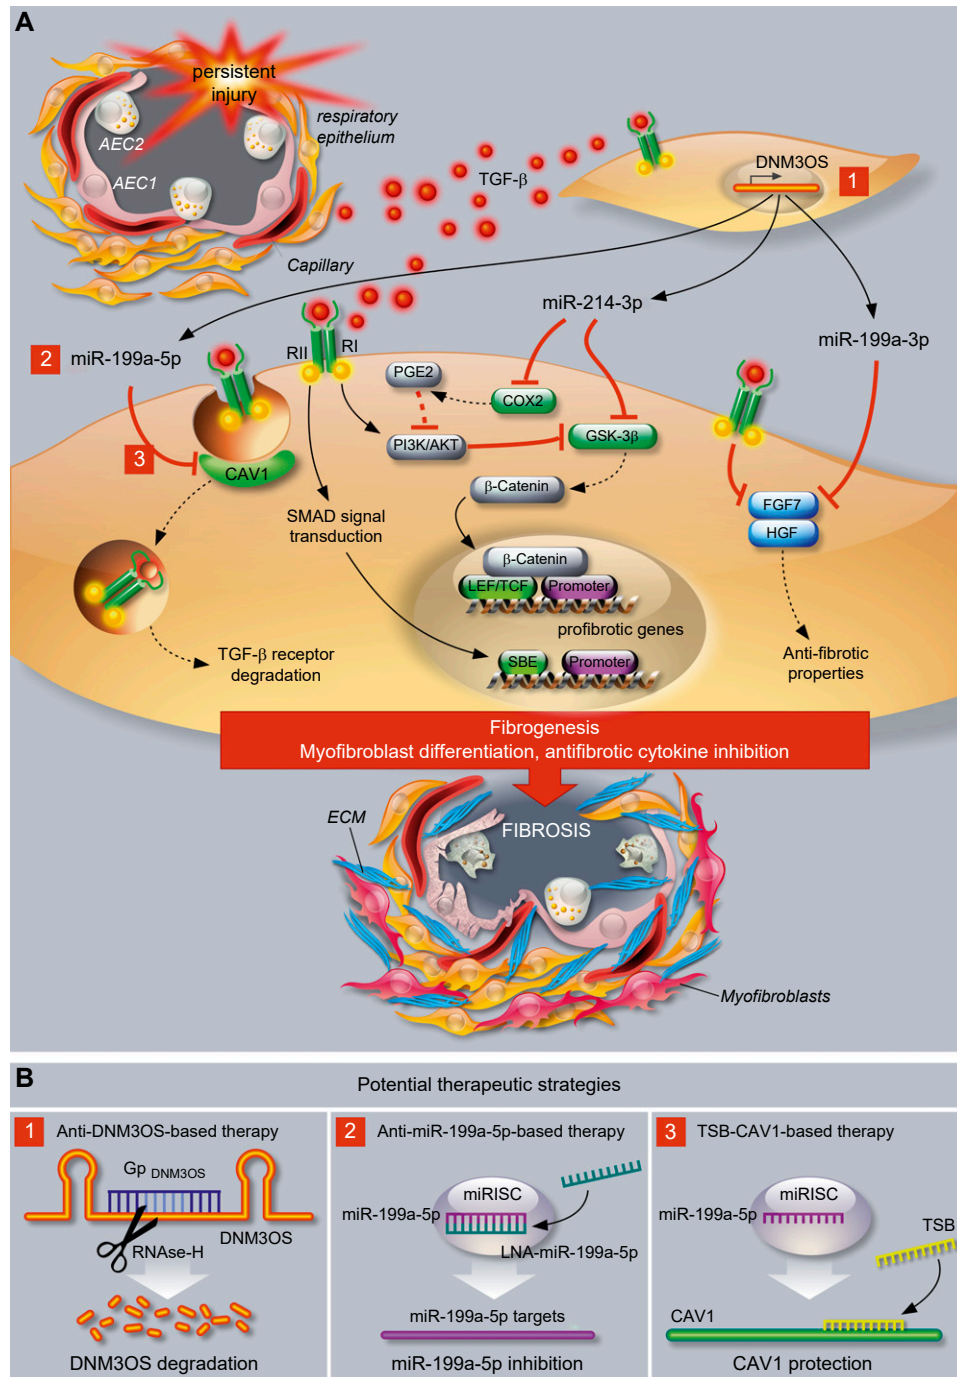 A
persistent
injury
respiratory
epithelium
AEC2
AEC1
Capillary
TGF-β
DNM3OS
1
miR-214-3p
miR-199a-3p
2 miR-199a-5p
RII
RI
PGE2
COX2
PI3K/AKT
GSK-3β
3
CAV1
β-Catenin
FGF7
HGF
SMAD signal
transduction
β-Catenin
LEF/TCF
Promoter
profibrotic genes
TGF-β receptor
degradation
SBE
Promoter
Anti-fibrotic
properties
Fibrogenesis
Myofibroblast differentiation, antifibrotic cytokine inhibition
ECM
FIBROSIS
Myofibroblasts
B
Potential therapeutic strategies
1 Anti-DNM3OS-based therapy
Gp DNM3OS
RNAse-H
DNM3OS
DNM3OS degradation
2 Anti-miR-199a-5p-based therapy
miRISC
miR-199a-5p
LNA-miR-199a-5p
miR-199a-5p targets
miR-199a-5p inhibition
3 TSB-CAV1-based therapy
miRISC
miR-199a-5p
TSB
CAV1
CAV1 protection